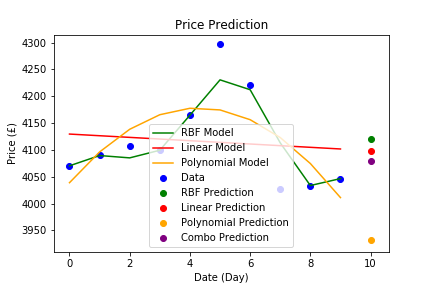 Price Prediction
Price (£)
4300
4250
4200
4150
4100
4050
4000
3950
RBF Model
Linear Model
Polynomial Model
Data
RBF Prediction
Linear Prediction
Polynomial Prediction
Combo Prediction
0 2 4 6 8 10
Date (Day)